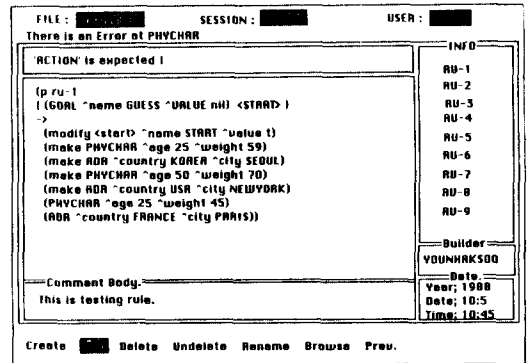 FILE : SESSION : USER :
There is an Error at PHYCHAR
INFO
'ACTION' is expected !
RU-1
RU-2
RU-3
RU-4
RU-5
RU-6
RU-7
RU-8
RU-9
(p ru-1
{ (GOAL ^name GUESS ^VALUE nil) <START> }
->
(modify <start> ^name START ^value t)
(make PHYCHAR ^age 25 ^weight 59)
(make ADR ^country KOREA ^city SEOUL)
(make PHYCHAR ^age 50 ^weight 70)
(make ADR ^country USA ^city NEWYORK)
(PHYCHAR ^age 25 ^weight 45)
(ADR ^country FRANCE ^city PARIS))
Builder
YOUNHAKSOO
Comment Body.
This is testing rule.
Date.
Year; 1988
Date; 10:5
Time; 10:45
Create Delete Undelete Rename Browse Prev.